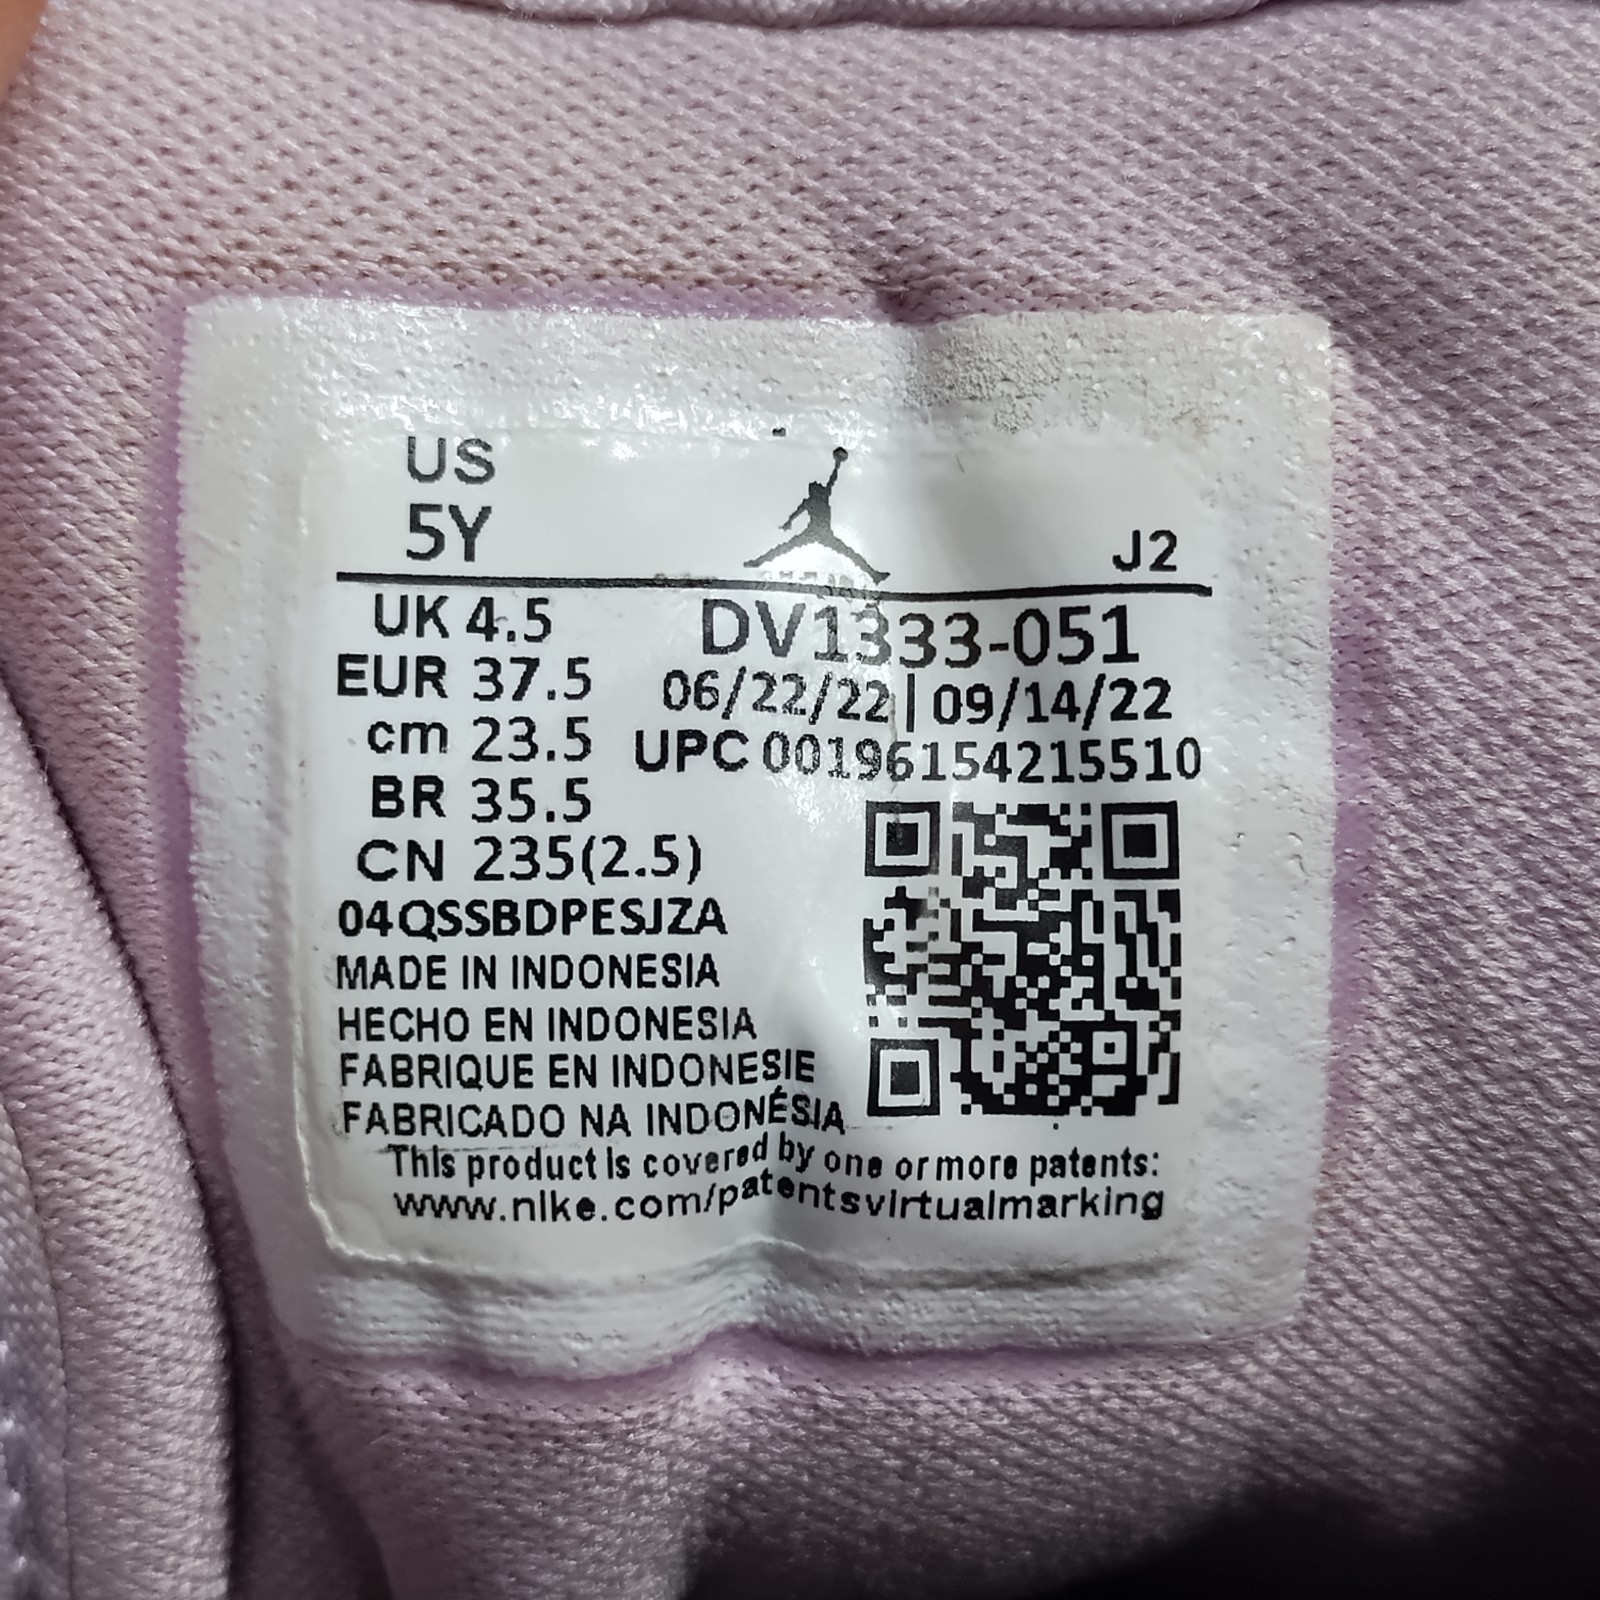 US
5Y
J2
UK 4.5
DV1333-051
EUR 37.5
06/22/22|09/14/22
cm 23.5
UPC 00196154215510
BR 35.5
CN 235(2.5)
04QSSBDPESJZA
MADE IN INDONESIA
HECHO EN INDONESIA
FABRIQUE EN INDONESIE
FABRICADO NA INDONÉSIA
This product is covered by one or more patents:
www.nike.com/patentsvirtualmarking